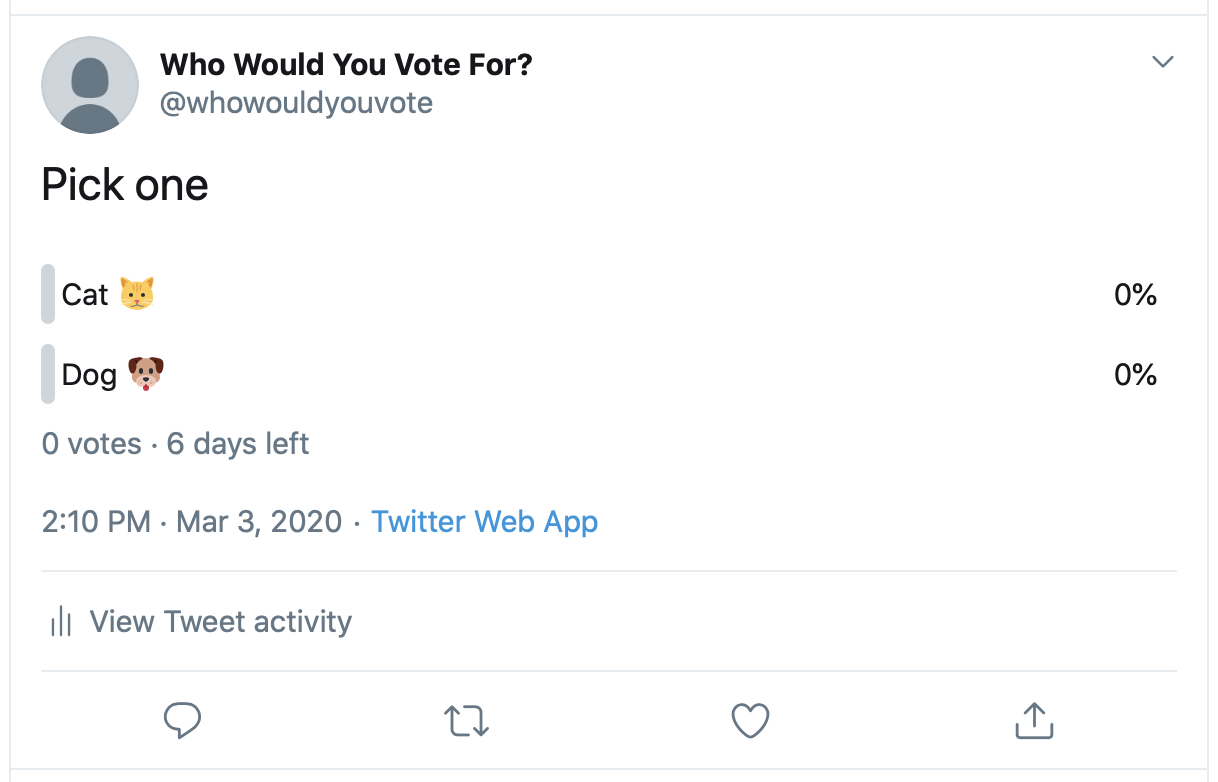 Who Would You Vote For?
@whowouldyouvote
Pick one
Cat 🐱 0%
Dog 🐶 0%
0 votes · 6 days left
2:10 PM · Mar 3, 2020 · Twitter Web App
View Tweet activity